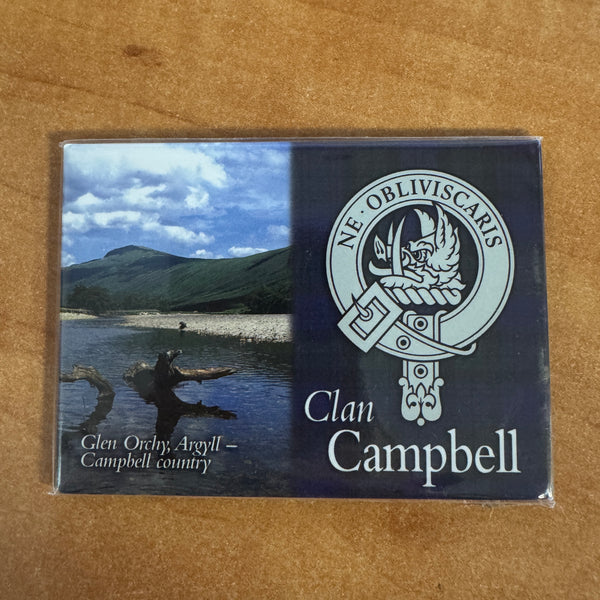 NE · OBLIVISCARIS
Clan
Campbell
Glen Orchy, Argyll –
Campbell country